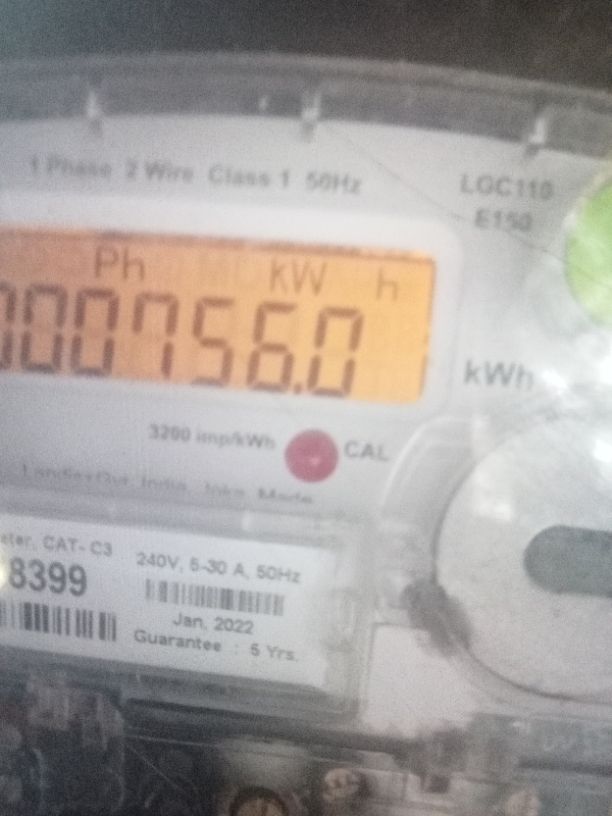 1 Phase 2 Wire Class 1 50Hz
LGC110
E150
Ph kW h
000756.0
kWh
3200 imp/kWh CAL
CAT- C3
8399
240V, 5-30 A, 50Hz
Jan, 2022
Guarantee : 5 Yrs.